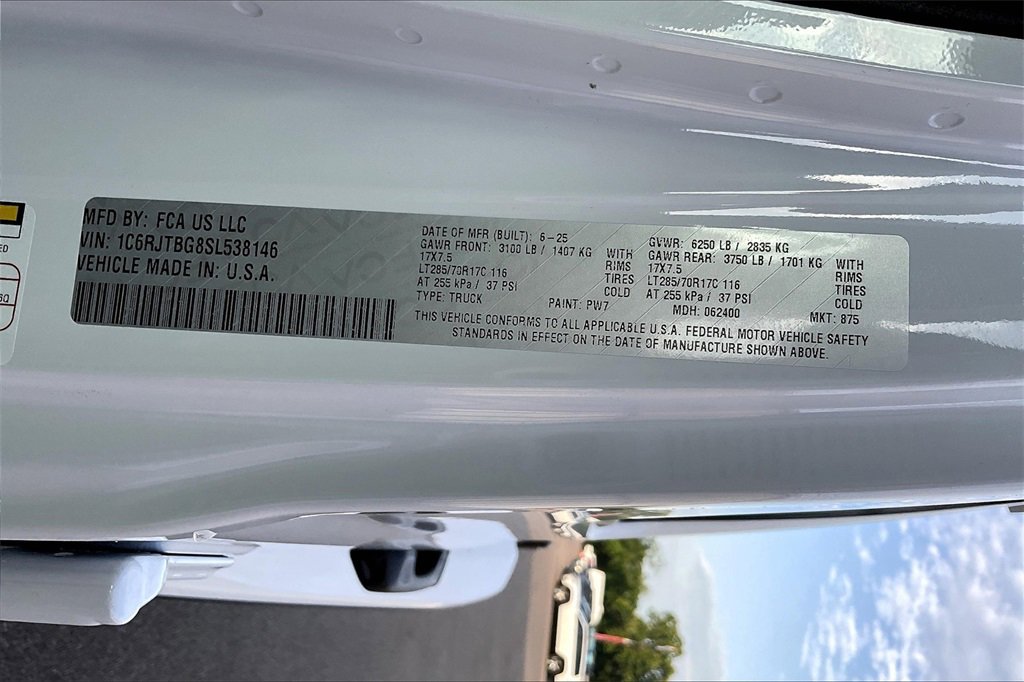 MFD BY: FCA US LLC
VIN: 1C6RJTBG8SL538146
VEHICLE MADE IN: U.S.A.
DATE OF MFR (BUILT): 6-25
GAWR FRONT: 3100 LB / 1407 KG WITH
17X7.5 RIMS
LT285/70R17C 116 TIRES
AT 255 kPa / 37 PSI COLD
TYPE: TRUCK PAINT: PW7
GVWR: 6250 LB / 2835 KG
GAWR REAR: 3750 LB / 1701 KG WITH
17X7.5 RIMS
LT285/70R17C 116 TIRES
AT 255 kPa / 37 PSI COLD
MDH: 062400 MKT: 875
THIS VEHICLE CONFORMS TO ALL APPLICABLE U.S.A. FEDERAL MOTOR VEHICLE SAFETY
STANDARDS IN EFFECT ON THE DATE OF MANUFACTURE SHOWN ABOVE.